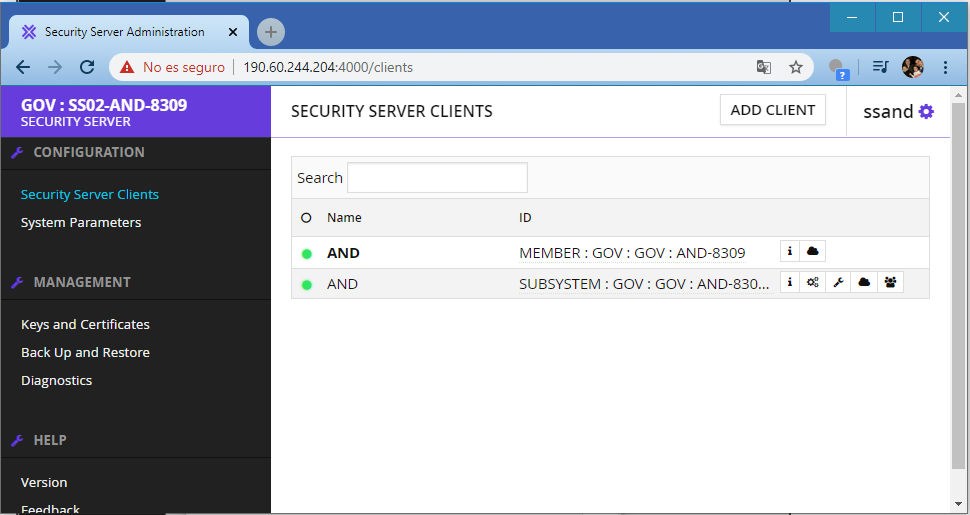 Security Server Administration
No es seguro | 190.60.244.204:4000/clients
GOV : SS02-AND-8309
SECURITY SERVER
SECURITY SERVER CLIENTS
ADD CLIENT
ssand
CONFIGURATION
Security Server Clients
System Parameters
MANAGEMENT
Keys and Certificates
Back Up and Restore
Diagnostics
HELP
Version
Feedback
Search
Name ID
AND MEMBER : GOV : GOV : AND-8309
AND SUBSYSTEM : GOV : GOV : AND-830...